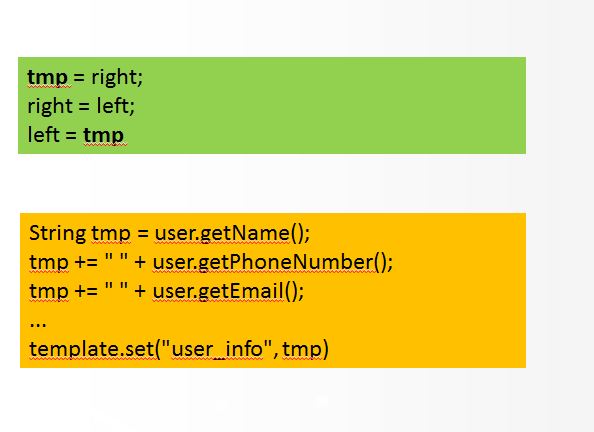 tmp = right;
right = left;
left = tmp
String tmp = user.getName();
tmp += " " + user.getPhoneNumber();
tmp += " " + user.getEmail();
...
template.set("user_info", tmp)